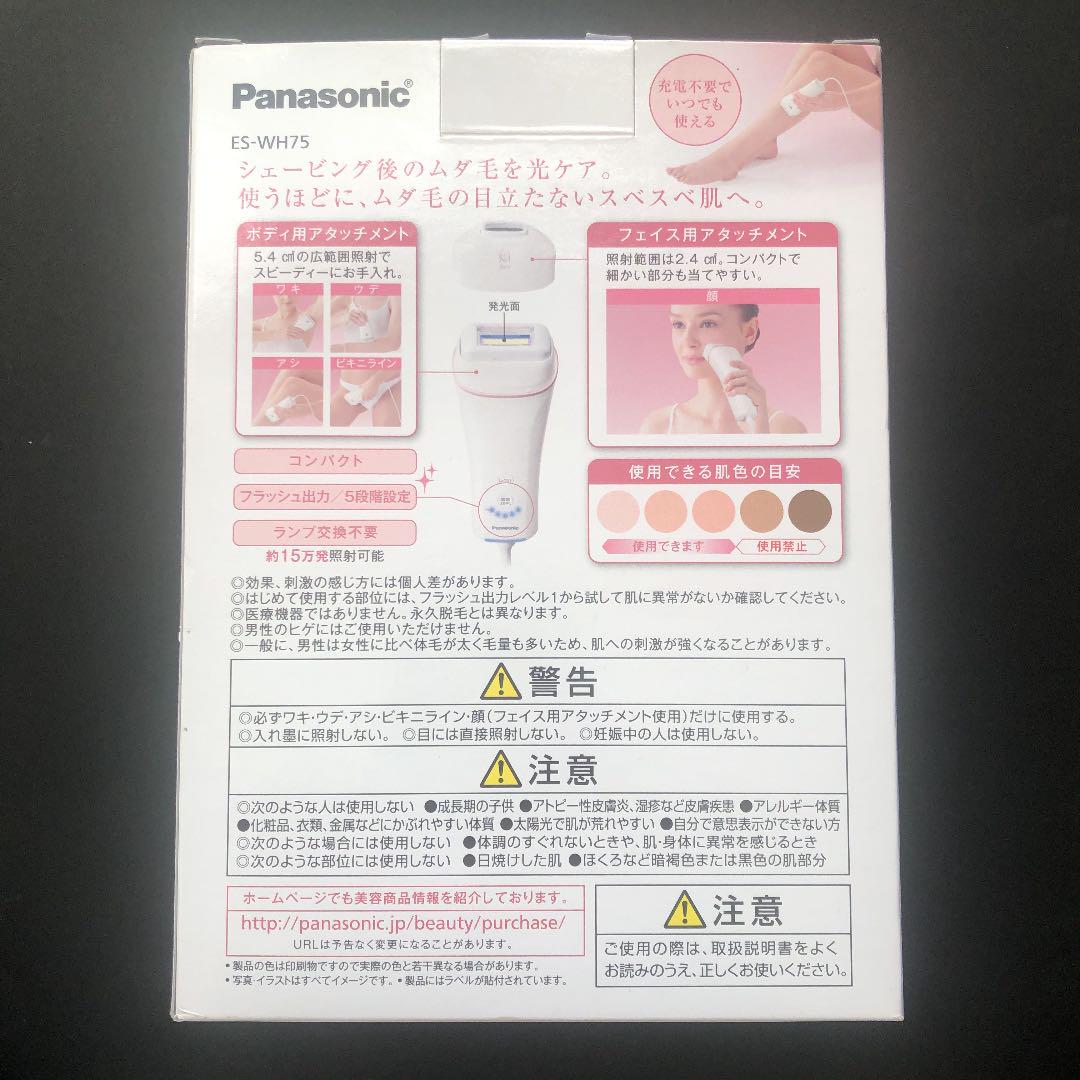 Panasonic®
ES-WH75
充電不要で
いつでも
使える
シェービング後のムダ毛を光ケア。
使うほどに、ムダ毛の目立たないスベスベ肌へ。
ボディ用アタッチメント
5.4㎠の広範囲照射で
スピーディーにお手入れ。
ワキ
ウデ
アシ
ビキニライン
発光面
フェイス用アタッチメント
照射範囲は2.4㎠。コンパクトで
細かい部分も当てやすい。
顔
コンパクト
フラッシュ出力/5段階設定
ランプ交換不要
約15万発照射可能
Panasonic
使用できる肌色の目安
使用できます
使用禁止
◎効果、刺激の感じ方には個人差があります。
◎はじめて使用する部位には、フラッシュ出力レベル1から試して肌に異常がないか確認してください。
◎医療機器ではありません。永久脱毛とは異なります。
◎男性のヒゲにはご使用いただけません。
◎一般に、男性は女性に比べ体毛が太く毛量も多いため、肌への刺激が強くなることがあります。
警告
◎必ずワキ・ウデ・アシ・ビキニライン・顔(フェイス用アタッチメント使用)だけに使用する。
◎入れ墨に照射しない。 ◎目には直接照射しない。 ◎妊娠中の人は使用しない。
注意
◎次のような人は使用しない ●成長期の子供 ●アトピー性皮膚炎、湿疹など皮膚疾患 ●アレルギー体質
●化粧品、衣類、金属などにかぶれやすい体質 ●太陽光で肌が荒れやすい ●自分で意思表示ができない方
◎次のような場合には使用しない ●体調のすぐれないときや、肌・身体に異常を感じるとき
◎次のような部位には使用しない ●日焼けした肌 ●ほくろなど暗褐色または黒色の肌部分
ホームページでも美容商品情報を紹介しております。
http://panasonic.jp/beauty/purchase/
URLは予告なく変更になることがあります。
・製品の色は印刷物ですので実際の色と若干異なる場合があります。
・写真・イラストはすべてイメージです。・製品にはラベルが貼付されています。
注意
ご使用の際は、取扱説明書をよく
お読みのうえ、正しくお使いください。